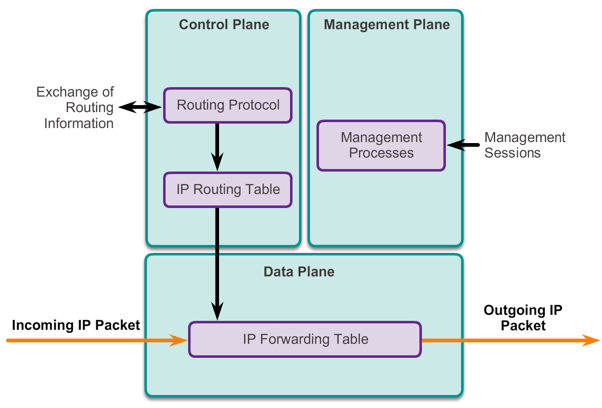 Control Plane
Management Plane
Exchange of
Routing
Information
Routing Protocol
Management
Processes
Management
Sessions
IP Routing Table
Data Plane
Incoming IP Packet
Outgoing IP
Packet
IP Forwarding Table